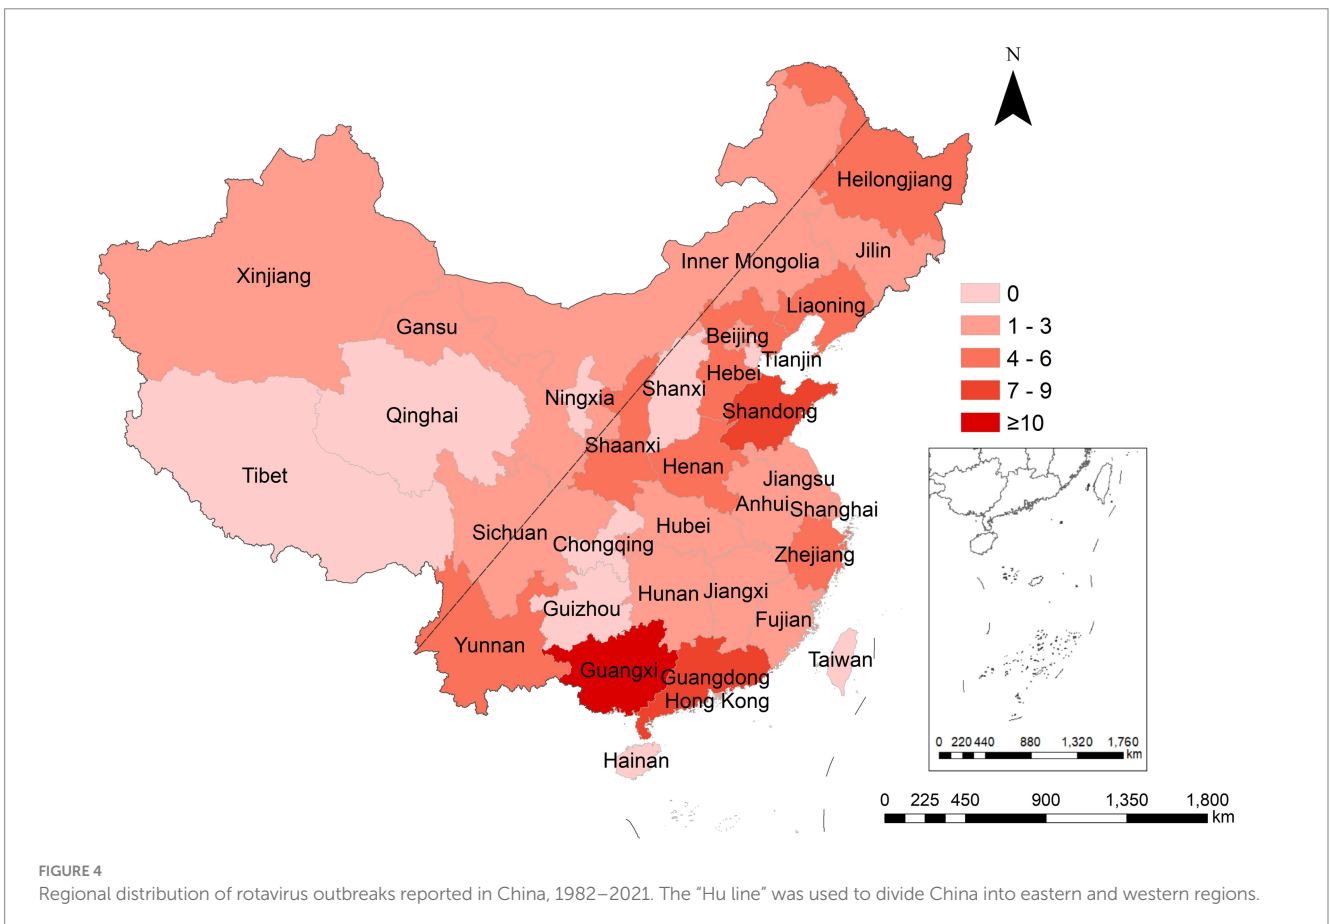 N
Heilongjiang
Jilin
Inner Mongolia
Xinjiang
Liaoning
Gansu
Beijing
Tianjin
Hebei
Shanxi
Ningxia
Shandong
Qinghai
Shaanxi
Henan
Tibet
Jiangsu
Anhui
Shanghai
Hubei
Sichuan
Chongqing
Zhejiang
Hunan
Jiangxi
Guizhou
Fujian
Yunnan
Taiwan
Guangxi
Guangdong
Hong Kong
Hainan
0
1 - 3
4 - 6
7 - 9
≥10
0 220 440 880 1,320 1,760
km
0 225 450 900 1,350 1,800
km
FIGURE 4
Regional distribution of rotavirus outbreaks reported in China, 1982–2021. The “Hu line” was used to divide China into eastern and western regions.